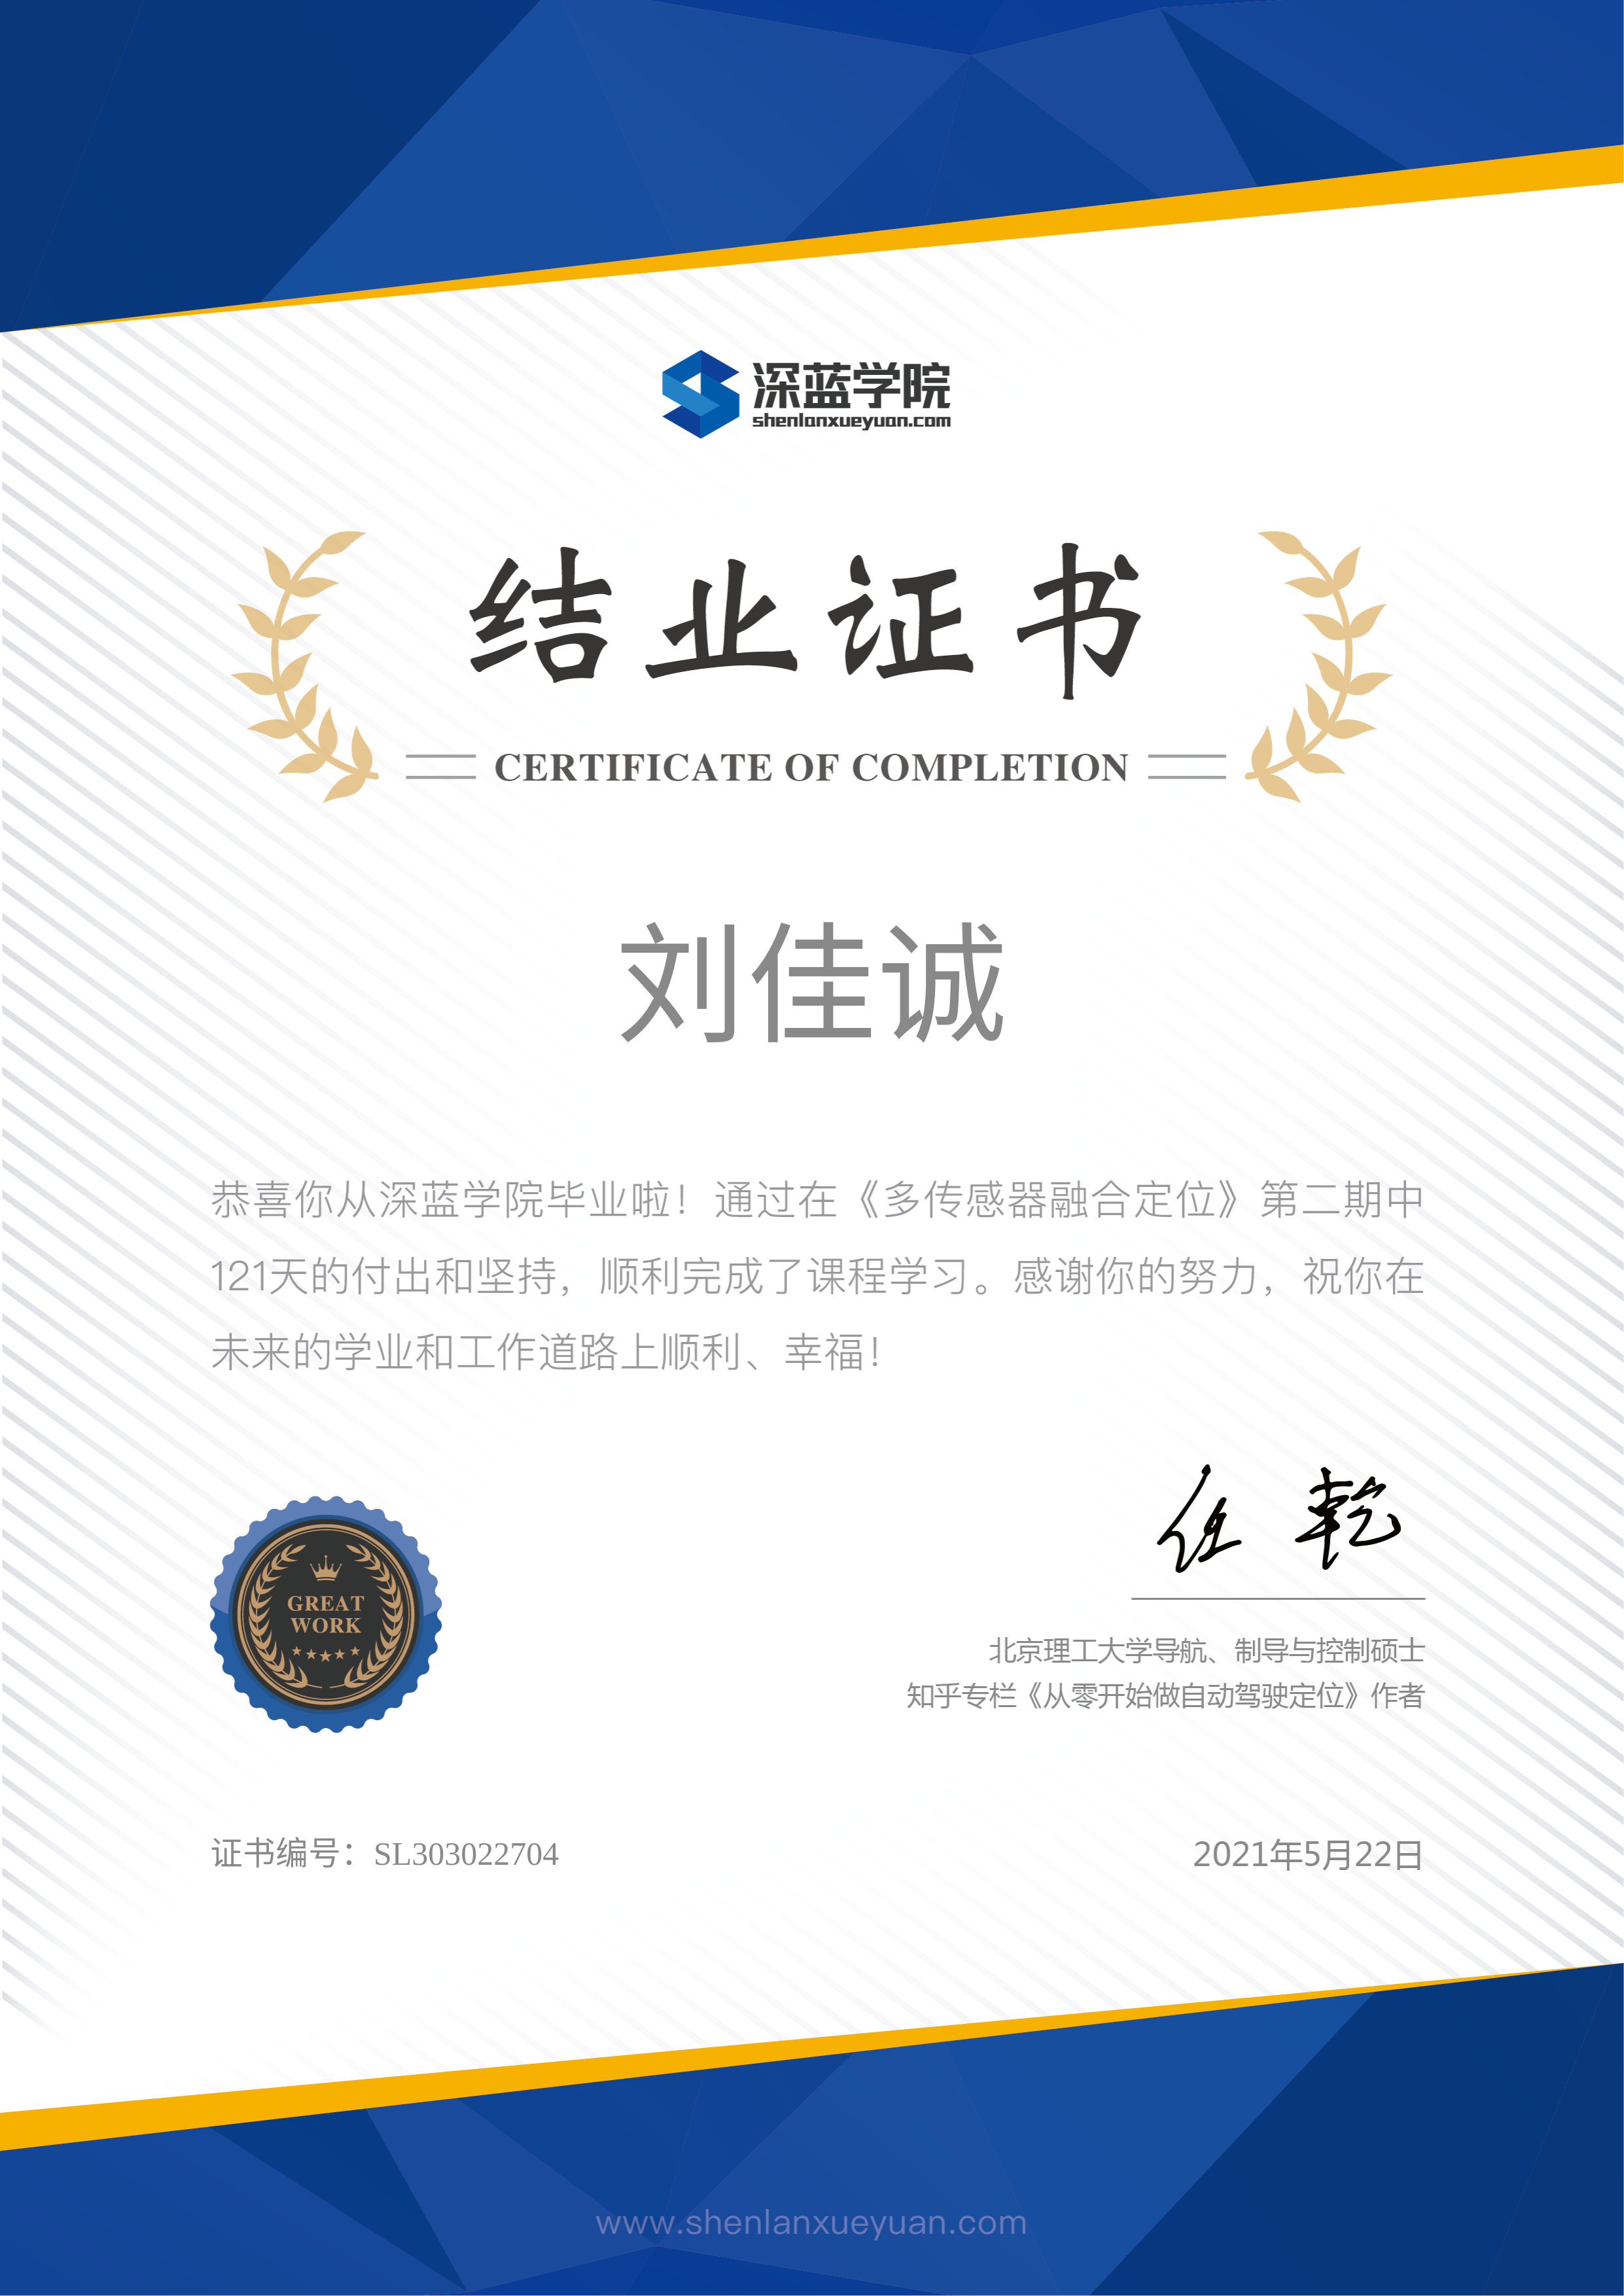 深蓝学院
shenlanxueyuan.com
结业证书
CERTIFICATE OF COMPLETION
刘佳诚
恭喜你从深蓝学院毕业啦！通过在《多传感器融合定位》第二期中
121天的付出和坚持，顺利完成了课程学习。感谢你的努力，祝你在
未来的学业和工作道路上顺利、幸福！
任 乾
GREAT
WORK
北京理工大学导航、制导与控制硕士
知乎专栏《从零开始做自动驾驶定位》作者
证书编号：SL303022704
2021年5月22日
www.shenlanxueyuan.com